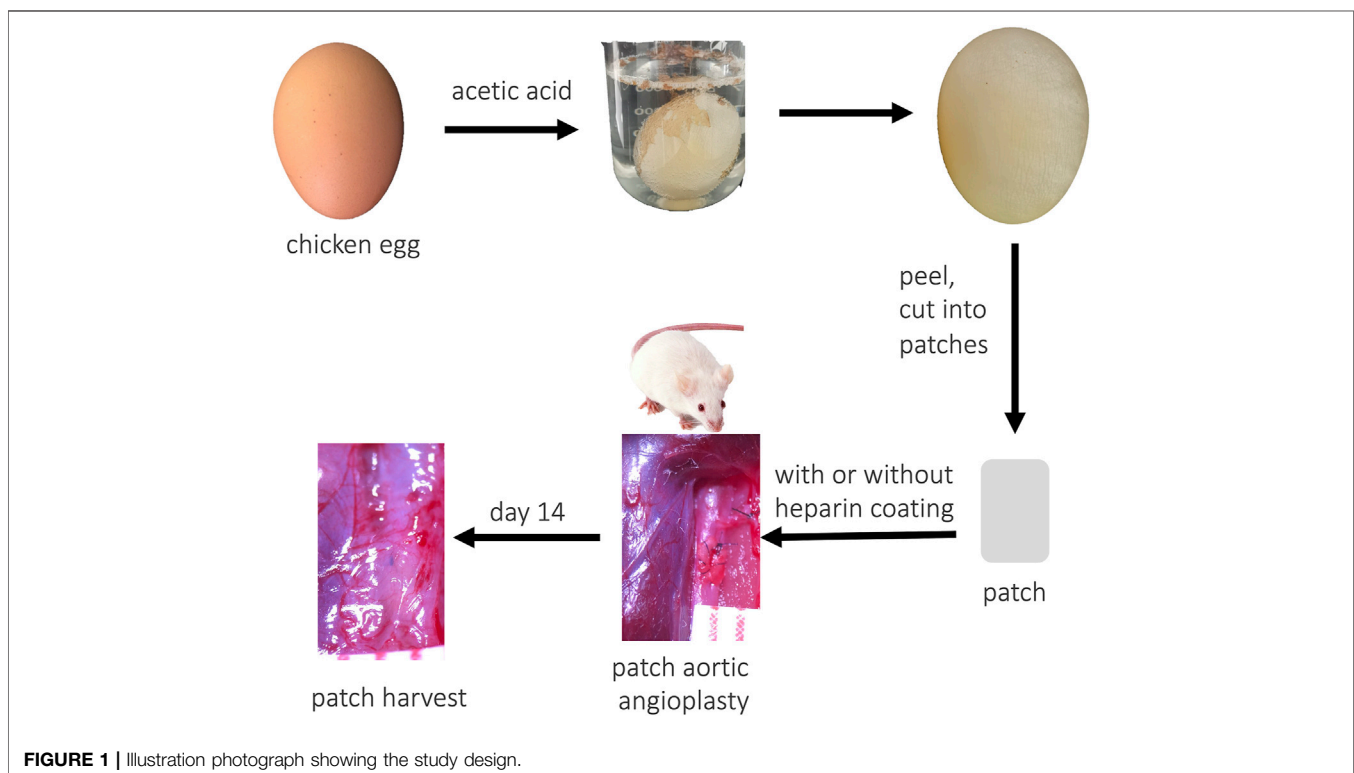 acetic acid
chicken egg
peel,
cut into
patches
with or without
heparin coating
patch
patch aortic
angioplasty
day 14
patch harvest
FIGURE 1 | Illustration photograph showing the study design.